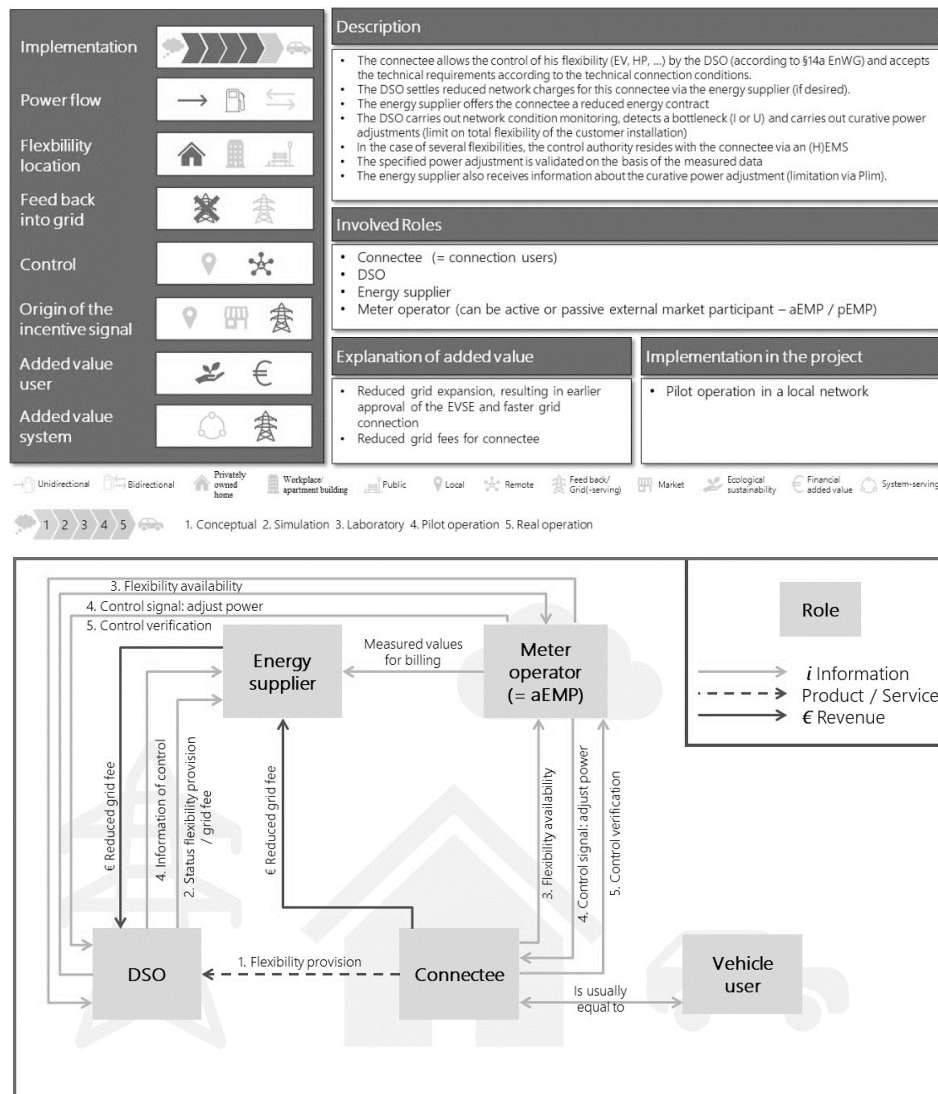 Implementation
Power flow
Flexbilility
location
Feed back
into grid
Control
Origin of the
incentive signal
Added value
user
Added value
system
Description
• The connectee allows the control of his flexibility (EV, HP, ...) by the DSO (according to §14a EnWG) and accepts
the technical requirements according to the technical connection conditions.
• The DSO settles reduced network charges for this connectee via the energy supplier (if desired).
• The energy supplier offers the connectee a reduced energy contract
• The DSO carries out network condition monitoring, detects a bottleneck (I or U) and carries out curative power
adjustments (limit on total flexibility of the customer installation)
• In the case of several flexibilities, the control authority resides with the connectee via an (H)EMS
• The specified power adjustment is validated on the basis of the measured data
• The energy supplier also receives information about the curative power adjustment (limitation via Plim).
Involved Roles
• Connectee (= connection users)
• DSO
• Energy supplier
• Meter operator (can be active or passive external market participant – aEMP / pEMP)
Explanation of added value
• Reduced grid expansion, resulting in earlier
approval of the EVSE and faster grid
connection
• Reduced grid fees for connectee
Implementation in the project
• Pilot operation in a local network
Unidirectional
Bidirectional
Privately
owned
home
Workplace/
apartment building
Public
Local
Remote
Feed back/
Grid(-serving)
Market
Ecological
sustainability
€ Financial
added value
System-serving
1 2 3 4 5 1. Conceptual 2. Simulation 3. Laboratory 4. Pilot operation 5. Real operation
3. Flexibility availability
4. Control signal: adjust power
5. Control verification
Energy
supplier
Measured values
for billing
Meter
operator
(= aEMP)
Role
i Information
Product / Service
€ Revenue
€ Reduced grid fee
4. Information of control
2. Status flexibility provision
/ grid fee
€ Reduced grid fee
3. Flexibility availability
4. Control signal: adjust power
5. Control verification
DSO
1. Flexibility provision
Connectee
Is usually
equal to
Vehicle
user